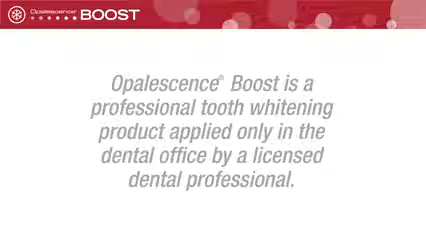 Opalescence® BOOST
Opalescence® Boost is a
professional tooth whitening
product applied only in the
dental office by a licensed
dental professional.